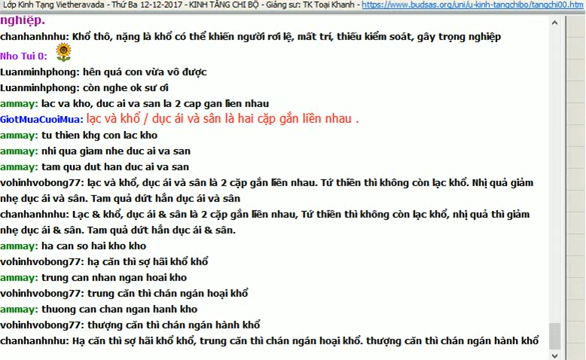 Lớp Kinh Tăng Vietheravada - Thứ Ba 12-12-2017 - KINH TĂNG CHI BỘ - Giảng sư: TK Toại Khanh - https://www.budsas.org/uni/u-kinh-tangchibo/tangchi00.htm
nghiệp.
chanhanhnhu: Khổ thô, nặng là khổ có thể khiến người rơi lệ, mất trí, thiếu kiểm soát, gây trọng nghiệp
Nho Tui 0:
Luanminhphong: hên quá con vừa vô được
Luanminhphong: còn nghe ok sư ơi
ammay: lac va kho, duc ai va san la 2 cap gan lien nhau
GiotMuaCuoiMua: lạc và khổ / dục ái và sân là hai cặp gắn liền nhau .
ammay: tu thien khg con lac kho
ammay: nhi qua giam nhe duc ai va san
ammay: tam qua dut han duc ai va san
vohinhvobong77: lạc và khổ, dục ái và sân là 2 cặp gắn liền nhau. Tứ thiền thì không còn lạc khổ. Nhị quả giảm
nhẹ dục ái và sân. Tam quả dứt hẳn dục ái và sân
chanhanhnhu: Lạc & khổ, dục ái & sân là 2 cặp gắn liền nhau, Tứ thiền thì không còn lạc khổ, nhị quả thì giảm
nhẹ dục ái & sân. Tam quả dứt hẳn dục ái & sân.
ammay: ha can so hai kho kho
vohinhvobong77: hạ căn thì sợ hãi khổ khổ
ammay: trung can nhan ngan hoai kho
vohinhvobong77: trung căn thì chán ngán hoại khổ
ammay: thuong can chan ngan hanh kho
vohinhvobong77: thượng căn thì chán ngán hành khổ
chanhanhnhu: Hạ căn thì sợ hãi khổ khổ, trung căn thì chán ngán hoại khổ. thượng căn thì chán ngán hành khổ